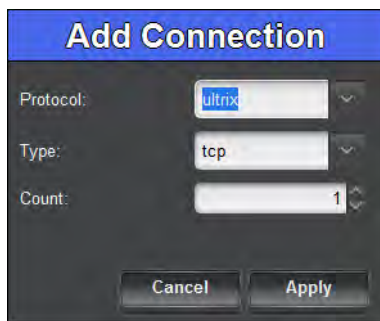 Add Connection
Protocol: ultrix
Type: tcp
Count: 1
Cancel Apply